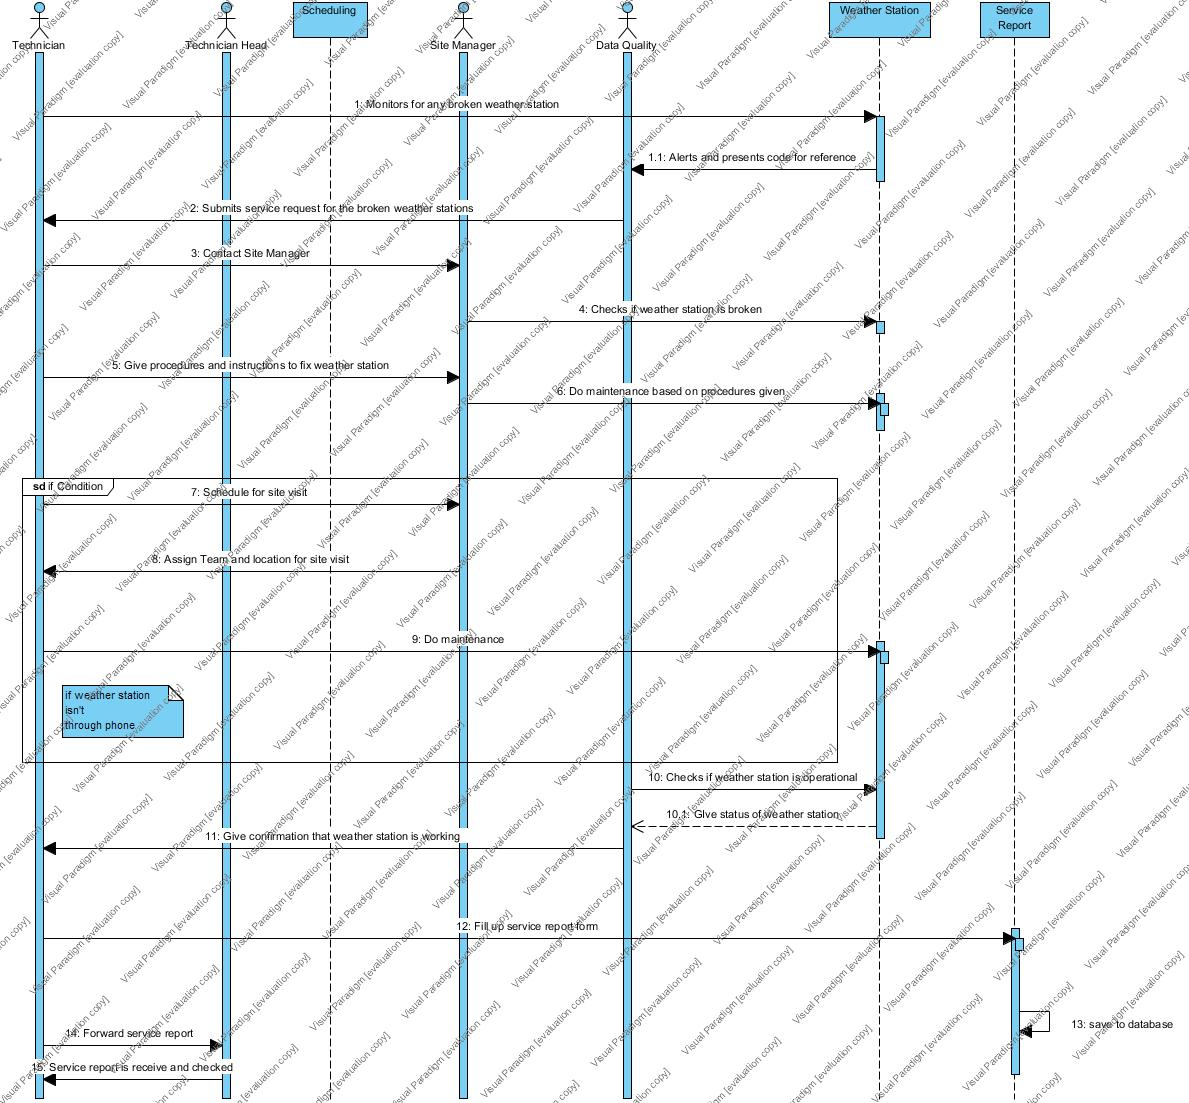 Technician
Technician Head
Scheduling
Site Manager
Data Quality
Weather Station
Service
Report
1: Monitors for any broken weather station
1.1: Alerts and presents code for reference
2: Submits service request for the broken weather stations
3: Contact Site Manager
4: Checks if weather station is broken
5: Give procedures and instructions to fix weather station
6: Do maintenance based on procedures given
sd if Condition
7: Schedule for site visit
8: Assign Team and location for site visit
9: Do maintenance
if weather station
isn't
through phone.
10: Checks if weather station is operational
10.1: GIve status of weather station
11: Give confirmation that weather station is working
12: Fill up service report form
13: save to database
14: Forward service report
15: Service report is receive and checked
Visual Paradigm [evaluation copy]